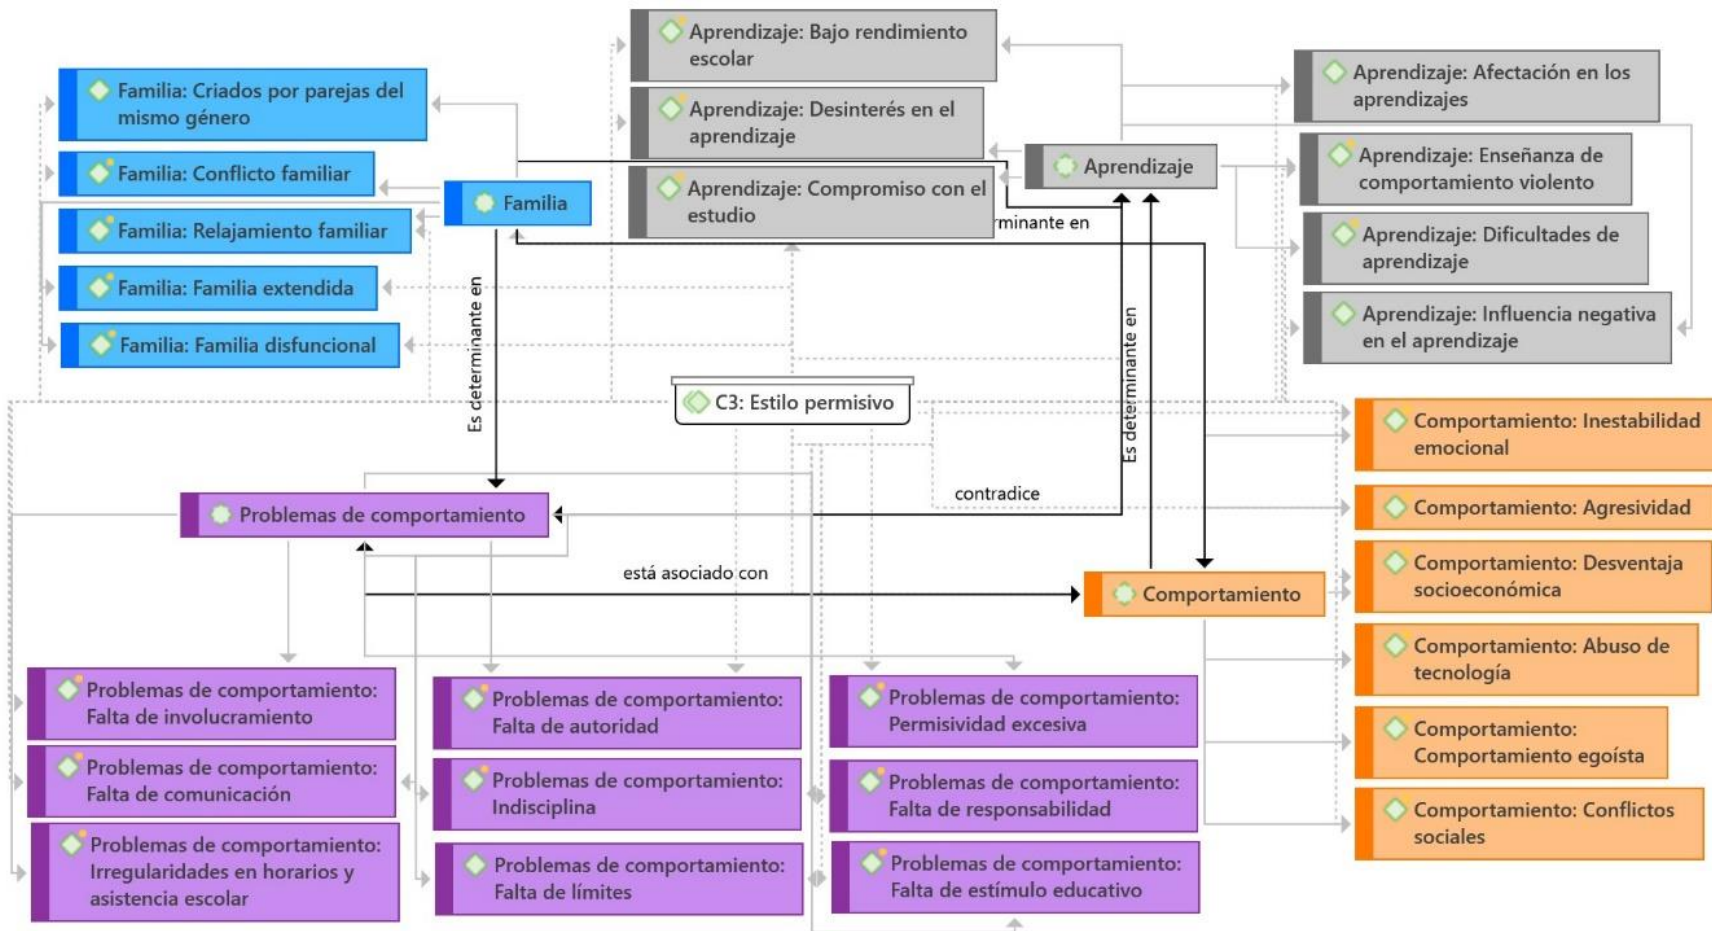 Aprendizaje: Bajo rendimiento
escolar
Aprendizaje: Desinterés en el
aprendizaje
Aprendizaje: Compromiso con el
estudio
Aprendizaje
Aprendizaje: Afectación en los
aprendizajes
Aprendizaje: Enseñanza de
comportamiento violento
Aprendizaje: Dificultades de
aprendizaje
Aprendizaje: Influencia negativa
en el aprendizaje
Familia: Criados por parejas del
mismo género
Familia: Conflicto familiar
Familia: Relajamiento familiar
Familia: Familia extendida
Familia: Familia disfuncional
Familia
rminante en
Es determinante en
Es determinante en
C3: Estilo permisivo
contradice
está asociado con
Problemas de comportamiento
Comportamiento
Comportamiento: Inestabilidad
emocional
Comportamiento: Agresividad
Comportamiento: Desventaja
socioeconómica
Comportamiento: Abuso de
tecnología
Comportamiento:
Comportamiento egoísta
Comportamiento: Conflictos
sociales
Problemas de comportamiento:
Falta de involucramiento
Problemas de comportamiento:
Falta de comunicación
Problemas de comportamiento:
Irregularidades en horarios y
asistencia escolar
Problemas de comportamiento:
Falta de autoridad
Problemas de comportamiento:
Indisciplina
Problemas de comportamiento:
Falta de límites
Problemas de comportamiento:
Permisividad excesiva
Problemas de comportamiento:
Falta de responsabilidad
Problemas de comportamiento:
Falta de estímulo educativo